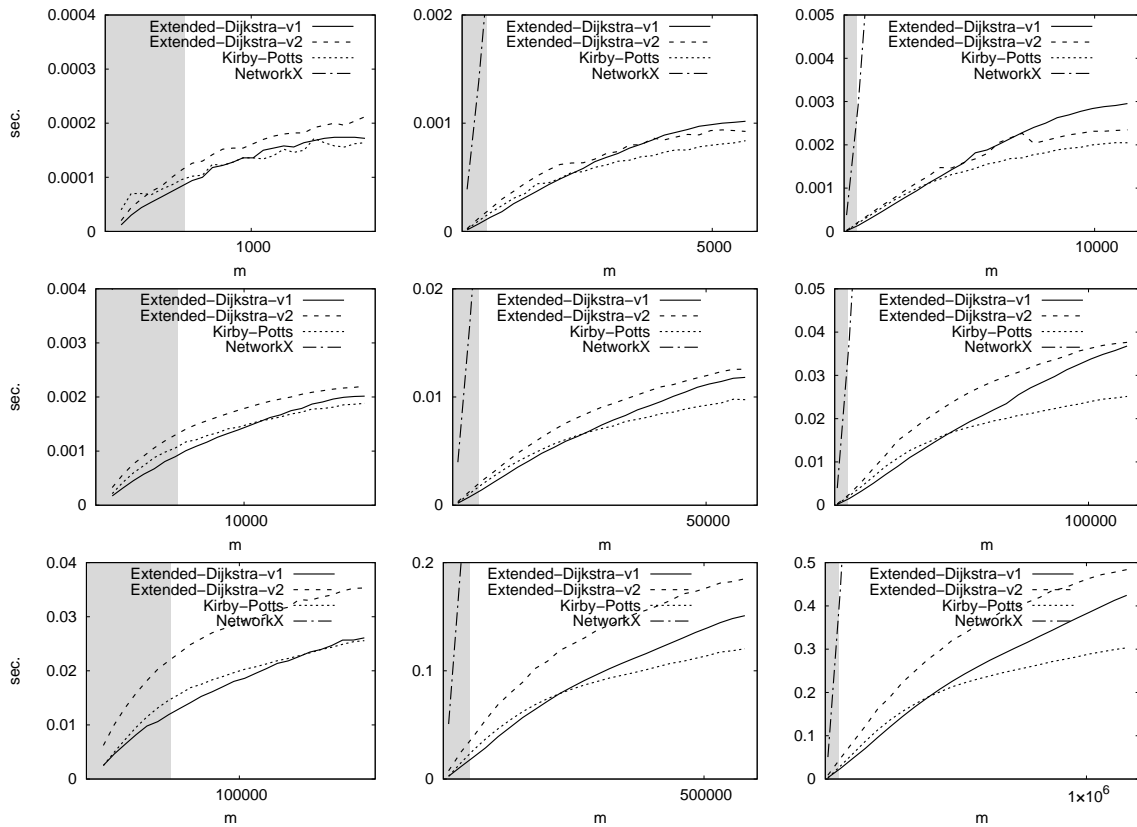 0.0004
0.0003
0.0002
0.0001
0
sec.
1000
m
Extended-Dijkstra-v1
Extended-Dijkstra-v2
Kirby-Potts
NetworkX
0.002
0.001
0
5000
m
Extended-Dijkstra-v1
Extended-Dijkstra-v2
Kirby-Potts
NetworkX
0.005
0.004
0.003
0.002
0.001
0
10000
m
Extended-Dijkstra-v1
Extended-Dijkstra-v2
Kirby-Potts
NetworkX
0.004
0.003
0.002
0.001
0
sec.
10000
m
Extended-Dijkstra-v1
Extended-Dijkstra-v2
Kirby-Potts
NetworkX
0.02
0.01
0
50000
m
Extended-Dijkstra-v1
Extended-Dijkstra-v2
Kirby-Potts
NetworkX
0.05
0.04
0.03
0.02
0.01
0
100000
m
Extended-Dijkstra-v1
Extended-Dijkstra-v2
Kirby-Potts
NetworkX
0.04
0.03
0.02
0.01
0
sec.
100000
m
Extended-Dijkstra-v1
Extended-Dijkstra-v2
Kirby-Potts
NetworkX
0.2
0.1
0
500000
m
Extended-Dijkstra-v1
Extended-Dijkstra-v2
Kirby-Potts
NetworkX
0.5
0.4
0.3
0.2
0.1
0
1×10⁶
m
Extended-Dijkstra-v1
Extended-Dijkstra-v2
Kirby-Potts
NetworkX